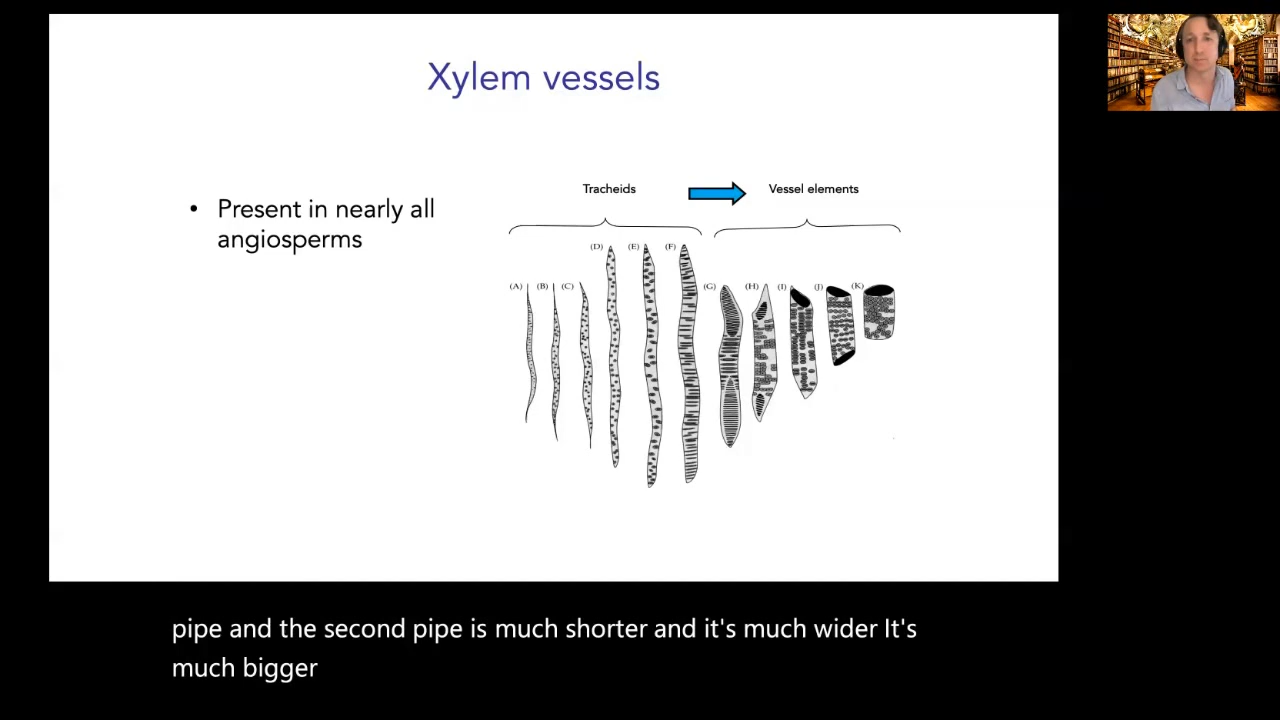 Xylem vessels
• Present in nearly all
angiosperms
Tracheids
Vessel elements
(A) (B) (C) (D) (E) (F) (G) (H) (I) (J) (K)
pipe and the second pipe is much shorter and it's much wider It's
much bigger